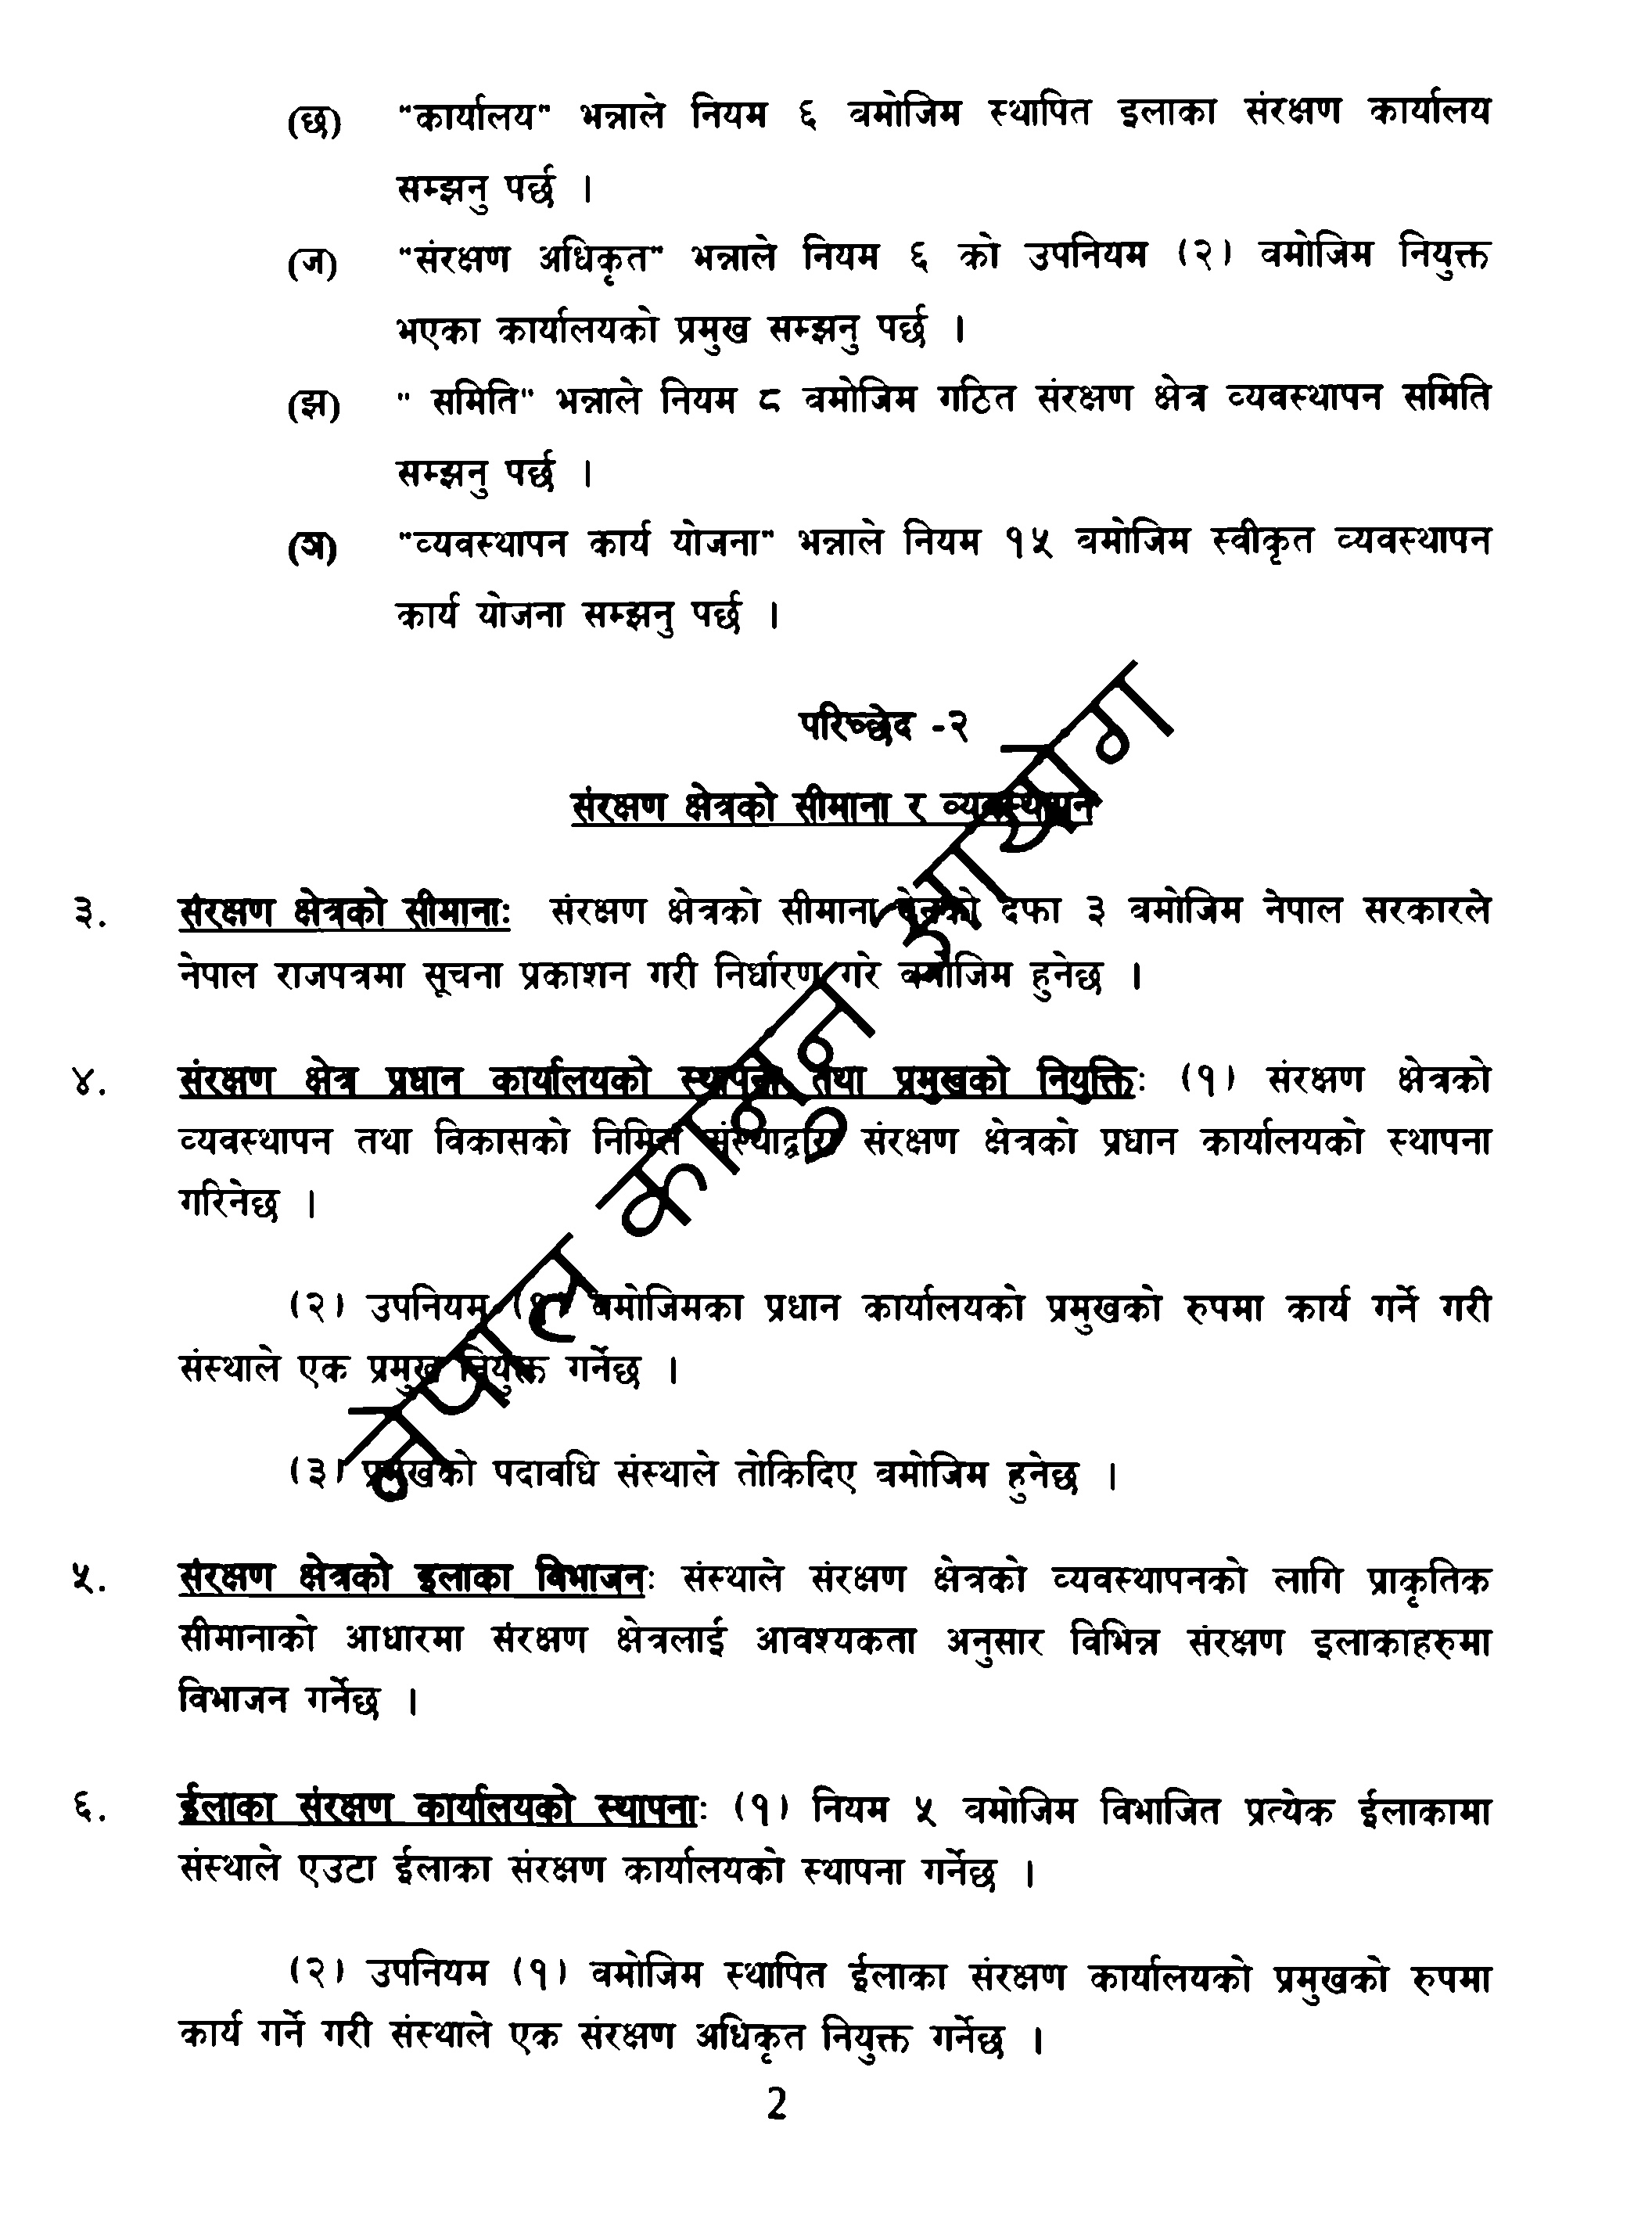 (छ) "कार्यालय" भन्नाले नियम ६ बमोजिम स्थापित इलाका संरक्षण कार्यालय
सम्झनु पर्छ ।
(ज) "संरक्षण अधिकृत" भन्नाले नियम ६ को उपनियम (२) बमोजिम नियुक्त
भएका कार्यालयको प्रमुख सम्झनु पर्छ ।
(झ) " समिति" भन्नाले नियम ८ बमोजिम गठित संरक्षण क्षेत्र व्यवस्थापन समिति
सम्झनु पर्छ ।
(ञ) "व्यवस्थापन कार्य योजना" भन्नाले नियम १५ बमोजिम स्वीकृत व्यवस्थापन
कार्य योजना सम्झनु पर्छ ।
परिच्छेद -२
संरक्षण क्षेत्रको सीमाना र व्यवस्थापन
३. संरक्षण क्षेत्रको सीमानाः संरक्षण क्षेत्रको सीमाना ऐनको दफा ३ बमोजिम नेपाल सरकारले
नेपाल राजपत्रमा सूचना प्रकाशन गरी निर्धारण गरे बमोजिम हुनेछ ।
४. संरक्षण क्षेत्र प्रधान कार्यालयको स्थापना तथा प्रमुखको नियुक्तिः (१) संरक्षण क्षेत्रको
व्यवस्थापन तथा विकासको निमित्त संस्थाद्वारा संरक्षण क्षेत्रको प्रधान कार्यालयको स्थापना
गरिनेछ ।
(२) उपनियम (१) बमोजिमका प्रधान कार्यालयको प्रमुखको रुपमा कार्य गर्ने गरी
संस्थाले एक प्रमुख नियुक्त गर्नेछ ।
(३) प्रमुखको पदावधि संस्थाले तोकिदिए बमोजिम हुनेछ ।
५. संरक्षण क्षेत्रको इलाका विभाजनः संस्थाले संरक्षण क्षेत्रको व्यवस्थापनको लागि प्राकृतिक
सीमानाको आधारमा संरक्षण क्षेत्रलाई आवश्यकता अनुसार विभिन्न संरक्षण इलाकाहरुमा
विभाजन गर्नेछ ।
६. ईलाका संरक्षण कार्यालयको स्थापनाः (१) नियम ५ बमोजिम विभाजित प्रत्येक ईलाकामा
संस्थाले एउटा ईलाका संरक्षण कार्यालयको स्थापना गर्नेछ ।
(२) उपनियम (१) बमोजिम स्थापित ईलाका संरक्षण कार्यालयको प्रमुखको रुपमा
कार्य गर्ने गरी संस्थाले एक संरक्षण अधिकृत नियुक्त गर्नेछ ।
2
नेपाल कानून आयोग